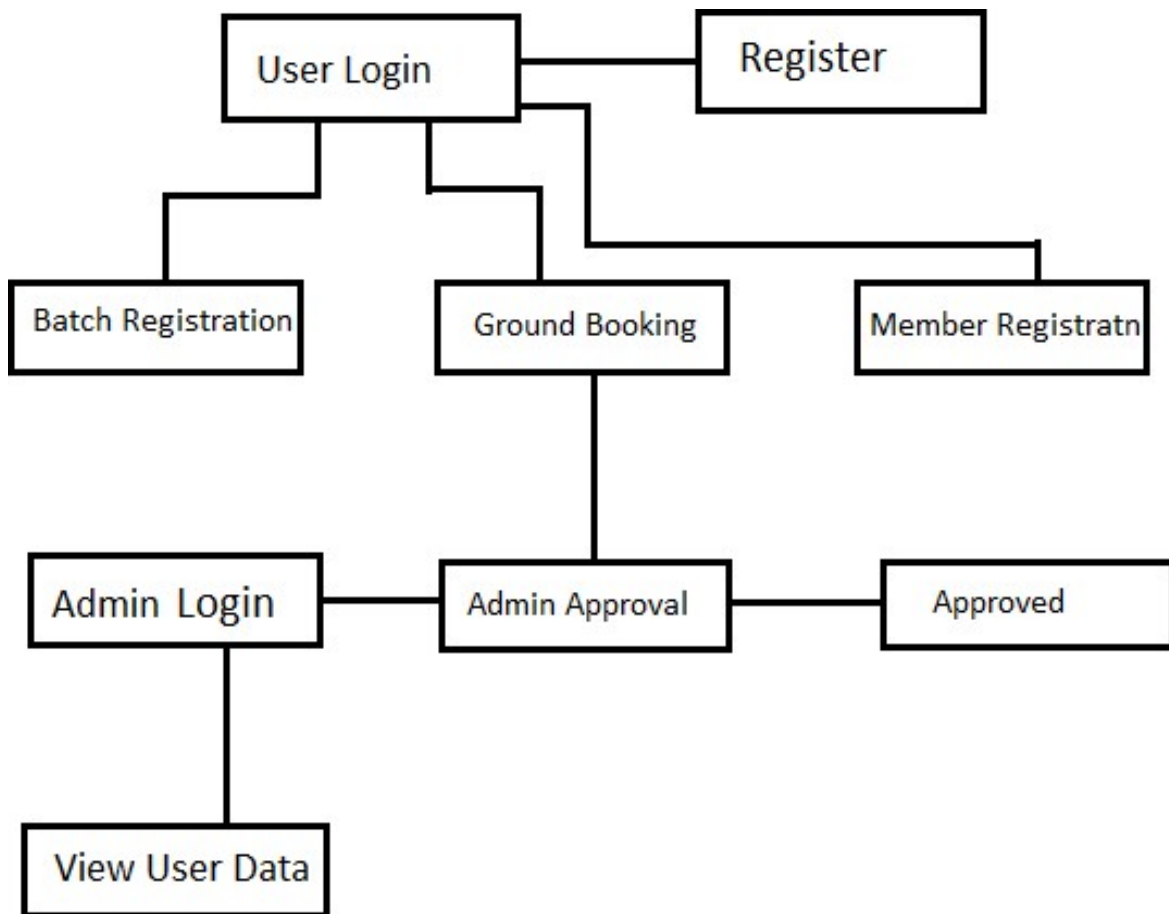 User Login
Register
Batch Registration
Ground Booking
Member Registratn
Admin Login
Admin Approval
Approved
View User Data